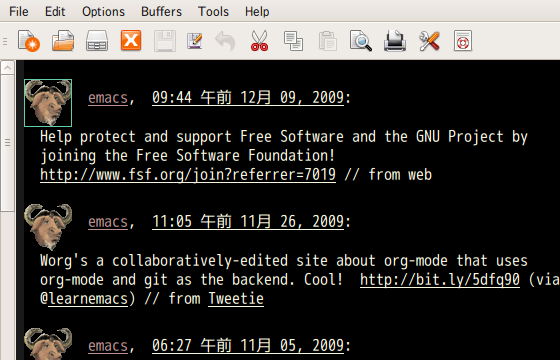 File Edit Options Buffers Tools Help
emacs, 09:44 午前 12月 09, 2009:
Help protect and support Free Software and the GNU Project by
joining the Free Software Foundation!
http://www.fsf.org/join?referrer=7019 // from web
emacs, 11:05 午前 11月 26, 2009:
Worg's a collaboratively-edited site about org-mode that uses
org-mode and git as the backend. Cool! http://bit.ly/5dfq90 (via
@learnemacs) // from Tweetie
emacs, 06:27 午前 11月 05, 2009: